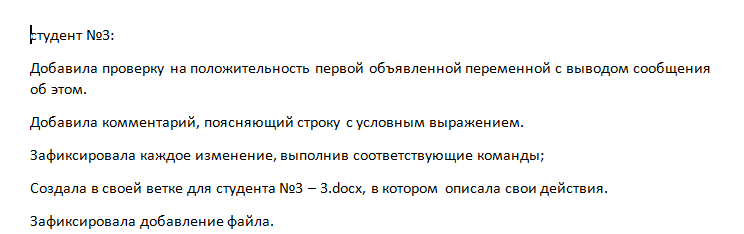 студент №3:
Добавила проверку на положительность первой объявленной переменной с выводом сообщения
об этом.
Добавила комментарий, поясняющий строку с условным выражением.
Зафиксировала каждое изменение, выполнив соответствующие команды;
Создала в своей ветке для студента №3 – 3.docx, в котором описала свои действия.
Зафиксировала добавление файла.